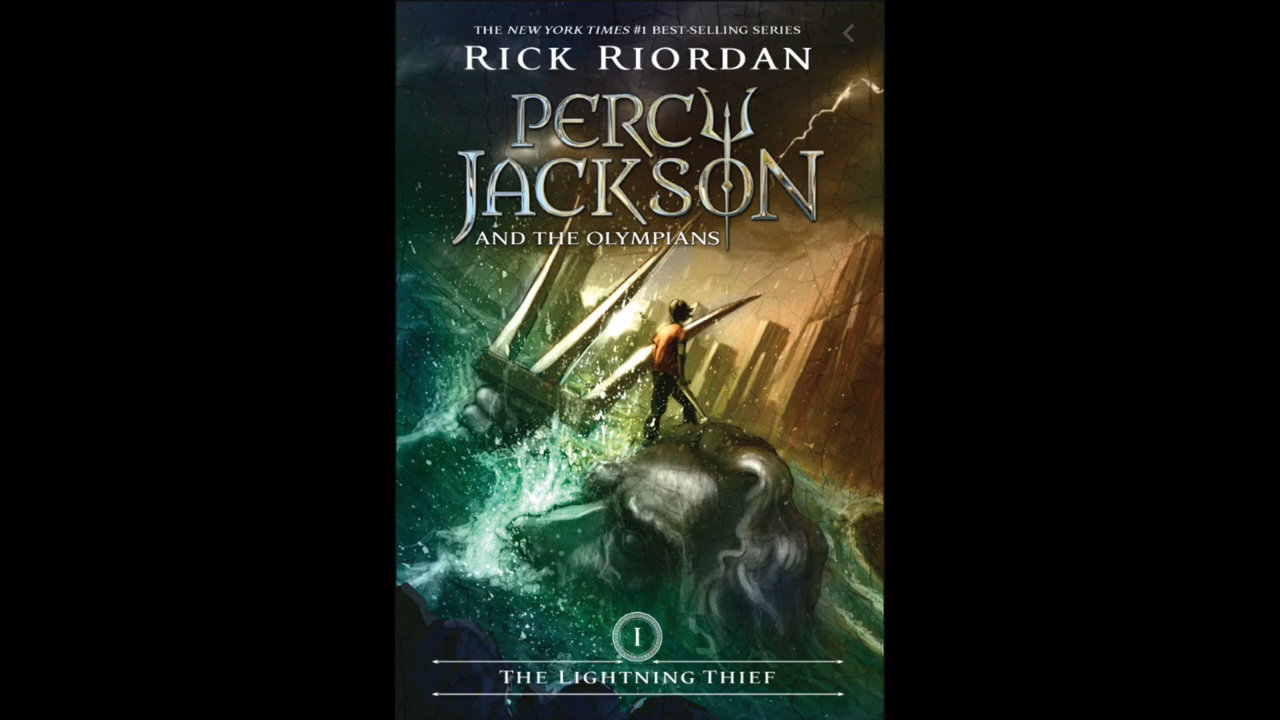 THE NEW YORK TIMES #1 BEST-SELLING SERIES
RICK RIORDAN
PERCY
JACKSON
AND THE OLYMPIANS
I
THE LIGHTNING THIEF